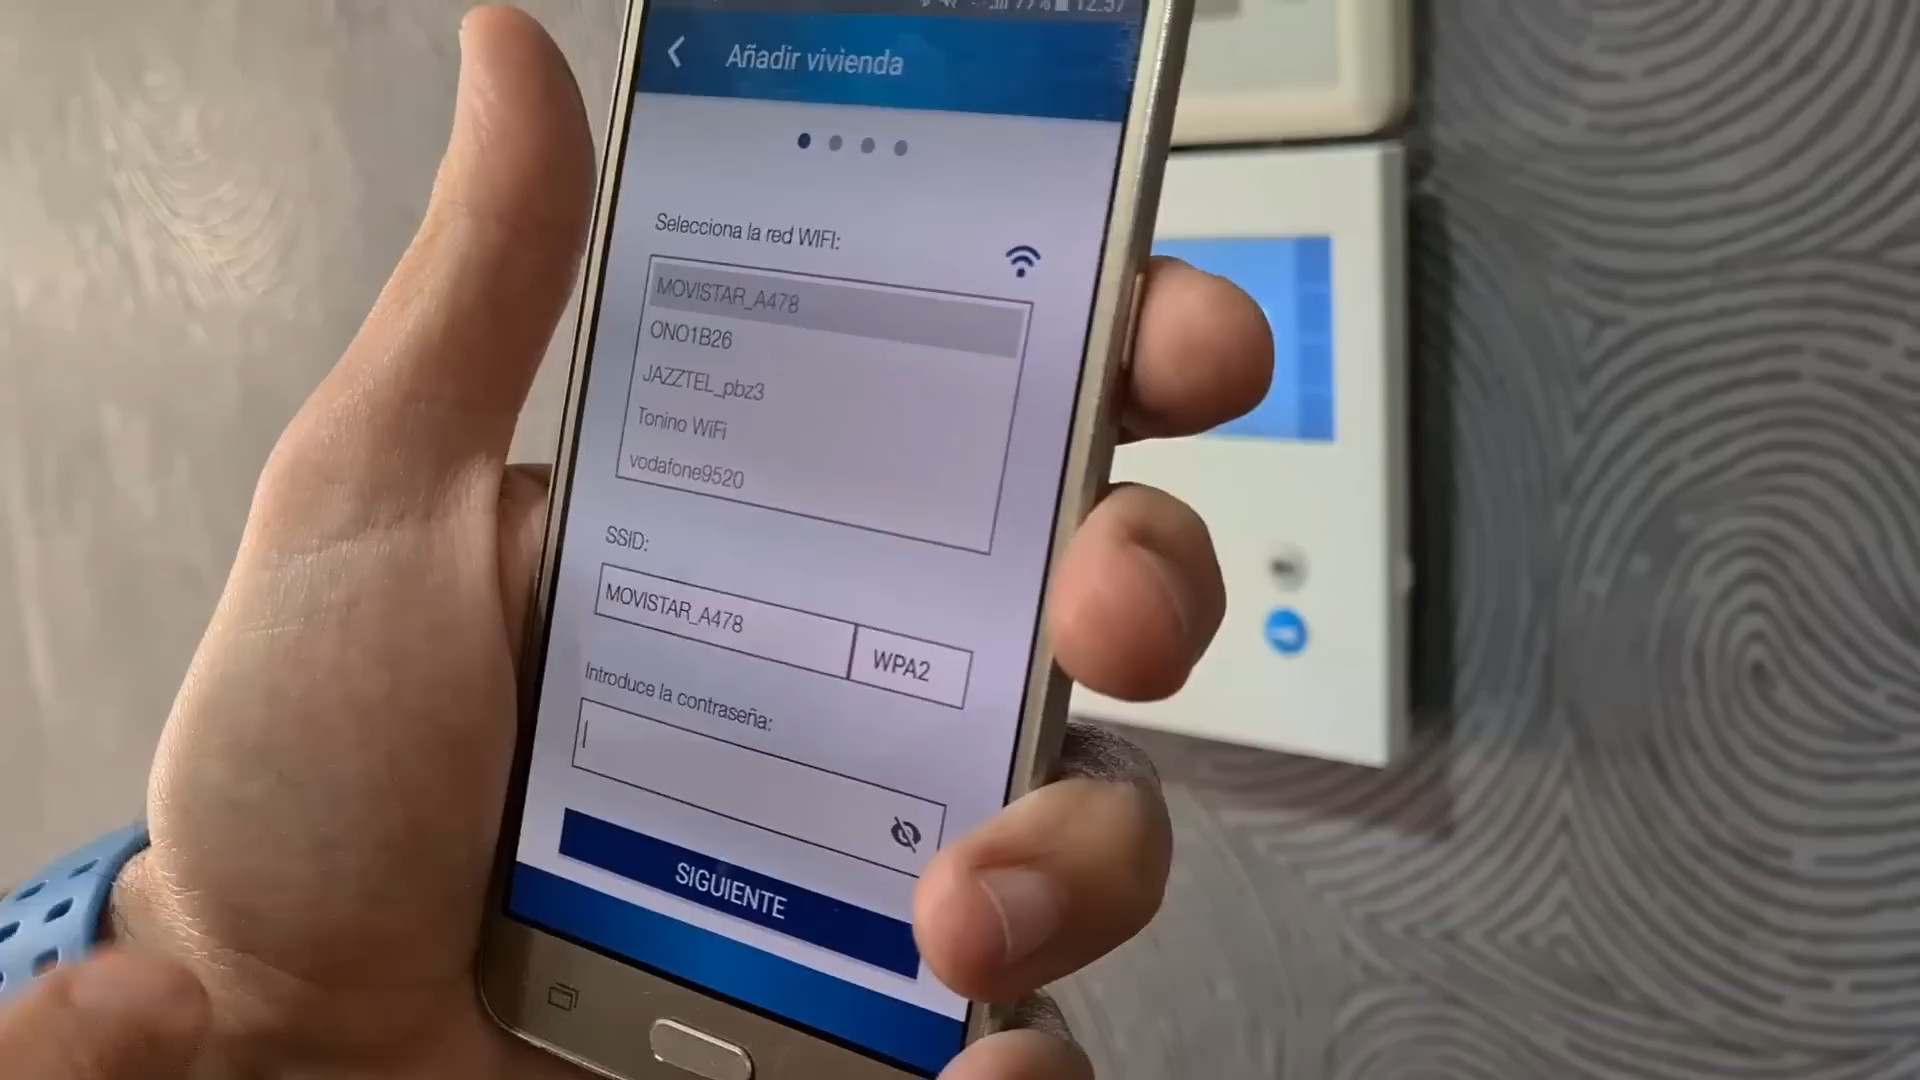 Añadir vivienda
Selecciona la red WIFI:
MOVISTAR_A478
ONO1B26
JAZZTEL_pbz3
Tonino WiFi
vodafone9520
SSID:
MOVISTAR_A478
WPA2
Introduce la contraseña:
SIGUIENTE